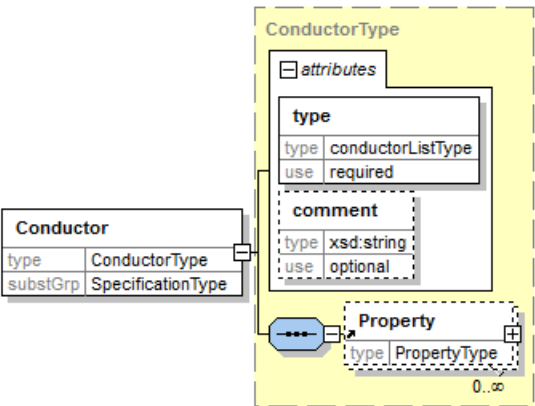 ConductorType
attributes
type
type conductorListType
use required
comment
type xsd:string
use optional
Conductor
type ConductorType
substGrp SpecificationType
Property
type PropertyType
0..∞